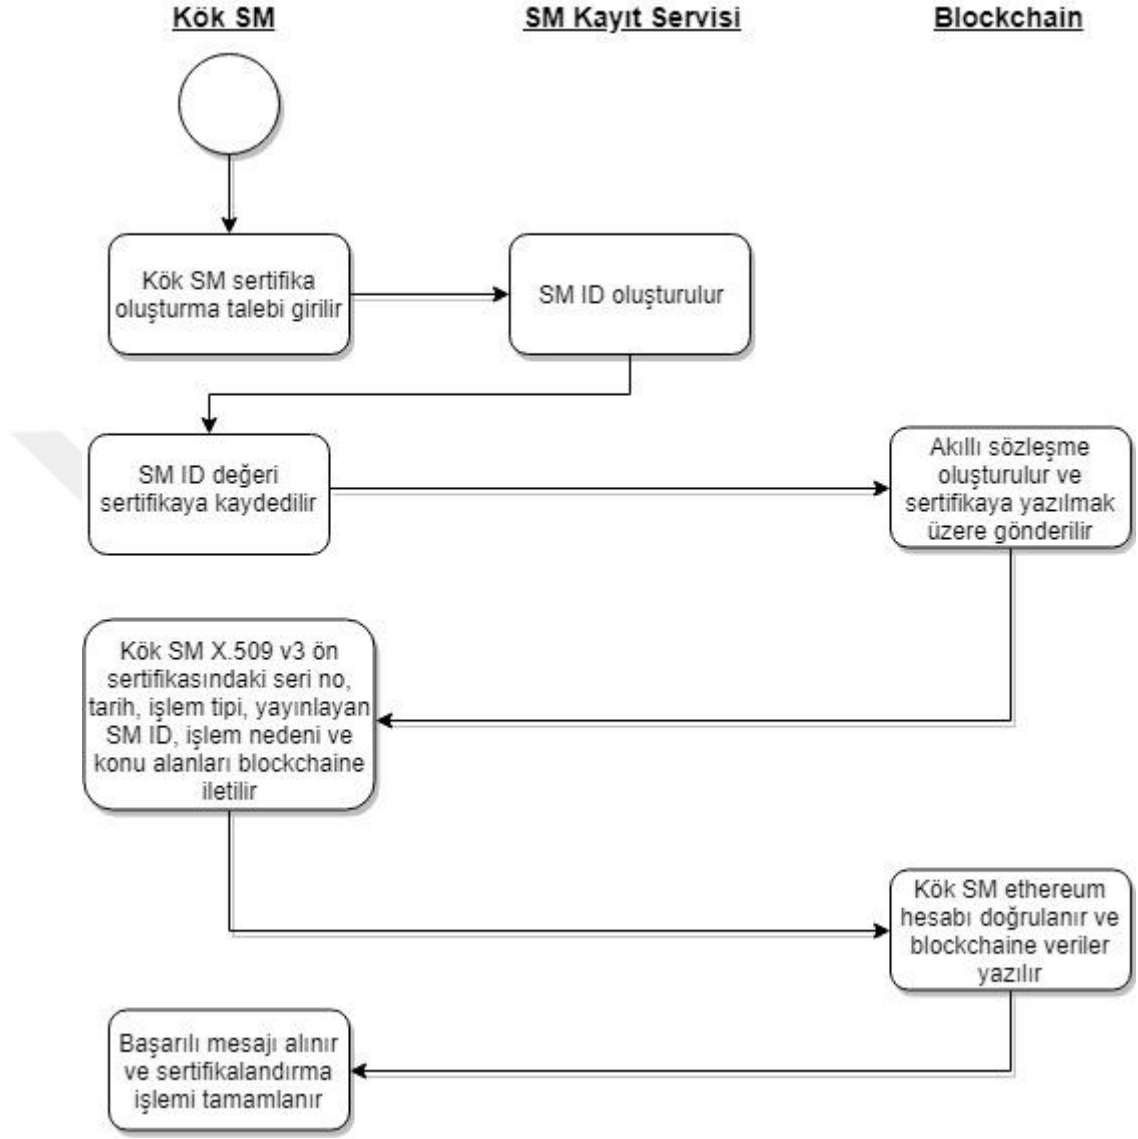 Kök SM
SM Kayıt Servisi
Blockchain
Kök SM sertifika
oluşturma talebi girilir
SM ID oluşturulur
SM ID değeri
sertifikaya kaydedilir
Akıllı sözleşme
oluşturulur ve
sertifikaya yazılmak
üzere gönderilir
Kök SM X.509 v3 ön
sertifikasındaki seri no,
tarih, işlem tipi, yayınlayan
SM ID, işlem nedeni ve
konu alanları blockchaine
iletilir
Kök SM ethereum
hesabı doğrulanır ve
blockchaine veriler
yazılır
Başarılı mesajı alınır
ve sertifikalandırma
işlemi tamamlanır